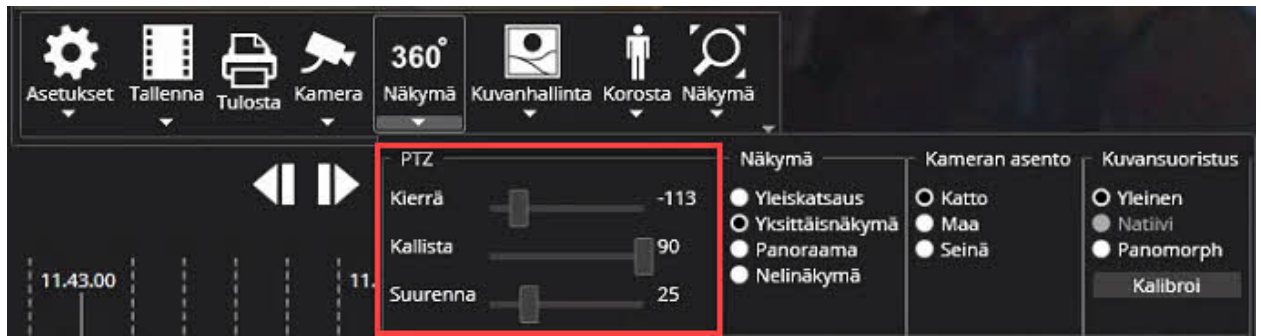 360°
Asetukset Tallenna Tulosta Kamera Näkymä Kuvanhallinta Korosta Näkymä
PTZ
Kierrä -113
Kallista 90
Suurenna 25
Näkymä
Yleiskatsaus
Yksittäisnäkymä
Panoraama
Nelinäkymä
Kameran asento
Katto
Maa
Seinä
Kuvansuoristus
Yleinen
Natiivi
Panomorph
Kalibroi
11.43.00
11.